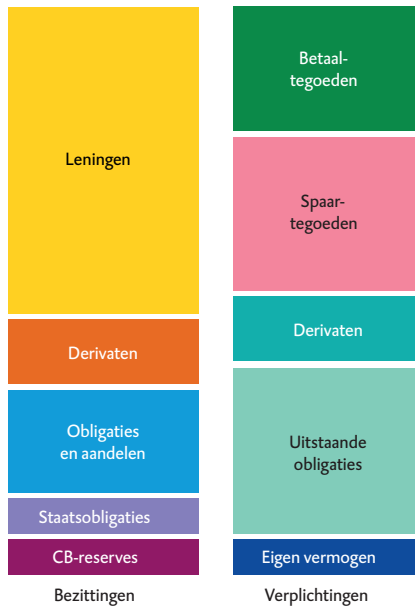 Leningen
Derivaten
Obligaties
en aandelen
Staatsobligaties
CB-reserves
Bezittingen
Betaal-
tegoeden
Spaar-
tegoeden
Derivaten
Uitstaande
obligaties
Eigen vermogen
Verplichtingen